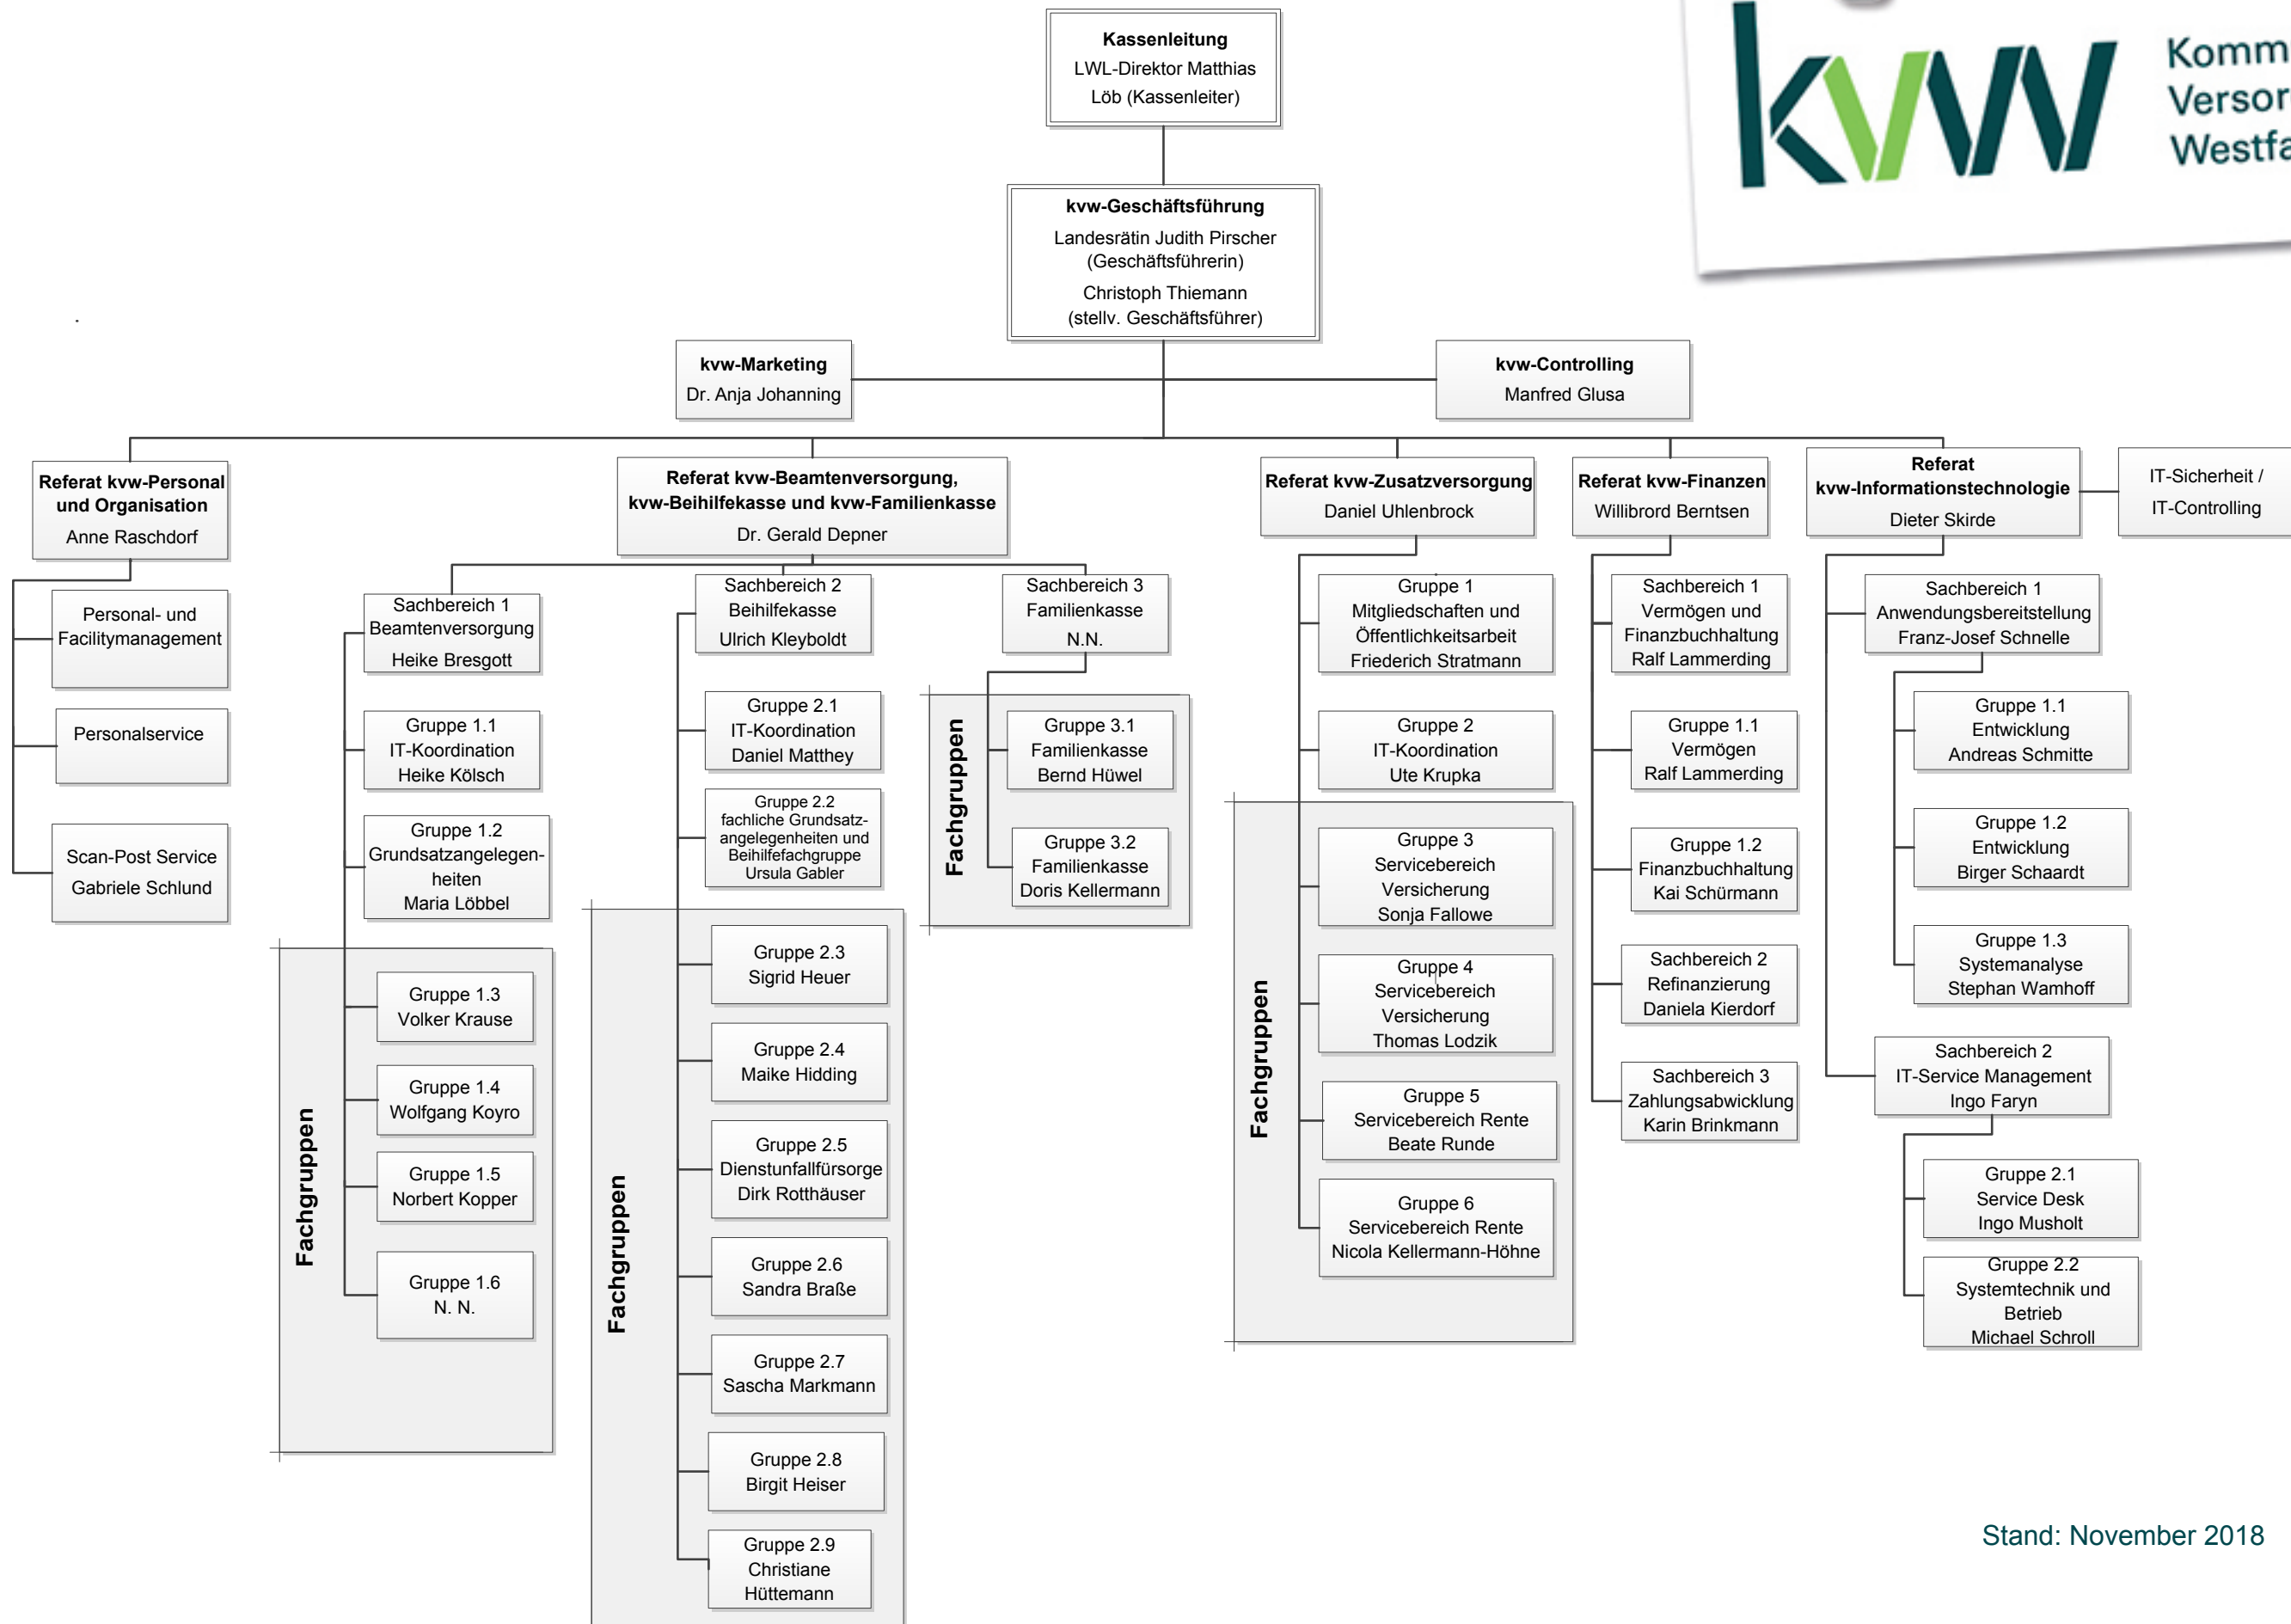 Kassenleitung
LWL-Direktor Matthias
Löb (Kassenleiter)
kvw
kvw-Geschäftsführung
Landesrätin Judith Pirscher
(Geschäftsführerin)
Christoph Thiemann
(stellv. Geschäftsführer)
kvw-Marketing
Dr. Anja Johanning
kvw-Controlling
Manfred Glusa
Referat kvw-Personal
und Organisation
Anne Raschdorf
Personal- und
Facilitymanagement
Personalservice
Scan-Post Service
Gabriele Schlund
Referat kvw-Beamtenversorgung,
kvw-Beihilfekasse und kvw-Familienkasse
Dr. Gerald Depner
Sachbereich 1
Beamtenversorgung
Heike Bresgott
Gruppe 1.1
IT-Koordination
Heike Kölsch
Gruppe 1.2
Grundsatzangelegen-
heiten
Maria Löbbel
Fachgruppen
Gruppe 1.3
Volker Krause
Gruppe 1.4
Wolfgang Koyro
Gruppe 1.5
Norbert Kopper
Gruppe 1.6
N. N.
Sachbereich 2
Beihilfekasse
Ulrich Kleyboldt
Gruppe 2.1
IT-Koordination
Daniel Matthey
Gruppe 2.2
fachliche Grundsatz-
angelegenheiten und
Beihilfefachgruppe
Ursula Gabler
Fachgruppen
Gruppe 2.3
Sigrid Heuer
Gruppe 2.4
Maike Hidding
Gruppe 2.5
Dienstunfallfürsorge
Dirk Rotthäuser
Gruppe 2.6
Sandra Braße
Gruppe 2.7
Sascha Markmann
Gruppe 2.8
Birgit Heiser
Gruppe 2.9
Christiane
Hüttemann
Sachbereich 3
Familienkasse
N.N.
Fachgruppen
Gruppe 3.1
Familienkasse
Bernd Hüwel
Gruppe 3.2
Familienkasse
Doris Kellermann
Referat kvw-Zusatzversorgung
Daniel Uhlenbrock
Gruppe 1
Mitgliedschaften und
Öffentlichkeitsarbeit
Friederich Stratmann
Gruppe 2
IT-Koordination
Ute Krupka
Fachgruppen
Gruppe 3
Servicebereich
Versicherung
Sonja Fallowe
Gruppe 4
Servicebereich
Versicherung
Thomas Lodzik
Gruppe 5
Servicebereich Rente
Beate Runde
Gruppe 6
Servicebereich Rente
Nicola Kellermann-Höhne
Referat kvw-Finanzen
Willibrord Berntsen
Sachbereich 1
Vermögen und
Finanzbuchhaltung
Ralf Lammerding
Gruppe 1.1
Vermögen
Ralf Lammerding
Gruppe 1.2
Finanzbuchhaltung
Kai Schürmann
Sachbereich 2
Refinanzierung
Daniela Kierdorf
Sachbereich 3
Zahlungsabwicklung
Karin Brinkmann
Referat
kvw-Informationstechnologie
Dieter Skirde
IT-Sicherheit /
IT-Controlling
Sachbereich 1
Anwendungsbereitstellung
Franz-Josef Schnelle
Gruppe 1.1
Entwicklung
Andreas Schmitte
Gruppe 1.2
Entwicklung
Birger Schaardt
Gruppe 1.3
Systemanalyse
Stephan Wamhoff
Sachbereich 2
IT-Service Management
Ingo Faryn
Gruppe 2.1
Service Desk
Ingo Musholt
Gruppe 2.2
Systemtechnik und
Betrieb
Michael Schroll
Stand: November 2018